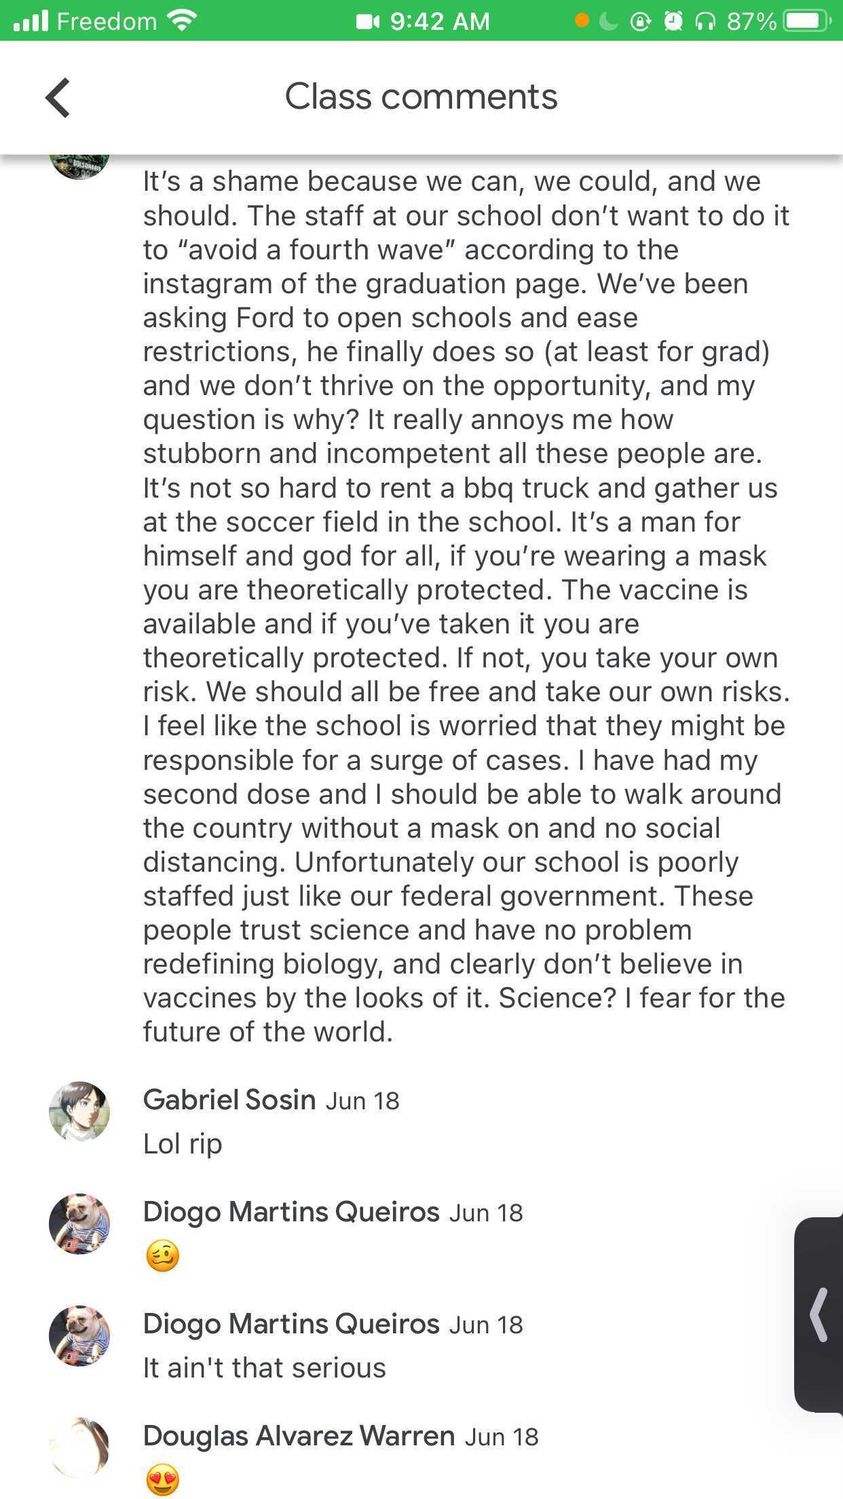 Freedom 9:42 AM 87%
Class comments
It’s a shame because we can, we could, and we
should. The staff at our school don’t want to do it
to “avoid a fourth wave” according to the
instagram of the graduation page. We’ve been
asking Ford to open schools and ease
restrictions, he finally does so (at least for grad)
and we don’t thrive on the opportunity, and my
question is why? It really annoys me how
stubborn and incompetent all these people are.
It’s not so hard to rent a bbq truck and gather us
at the soccer field in the school. It’s a man for
himself and god for all, if you’re wearing a mask
you are theoretically protected. The vaccine is
available and if you’ve taken it you are
theoretically protected. If not, you take your own
risk. We should all be free and take our own risks.
I feel like the school is worried that they might be
responsible for a surge of cases. I have had my
second dose and I should be able to walk around
the country without a mask on and no social
distancing. Unfortunately our school is poorly
staffed just like our federal government. These
people trust science and have no problem
redefining biology, and clearly don’t believe in
vaccines by the looks of it. Science? I fear for the
future of the world.
Gabriel Sosin Jun 18
Lol rip
Diogo Martins Queiros Jun 18
🥴
Diogo Martins Queiros Jun 18
It ain't that serious
Douglas Alvarez Warren Jun 18
😍